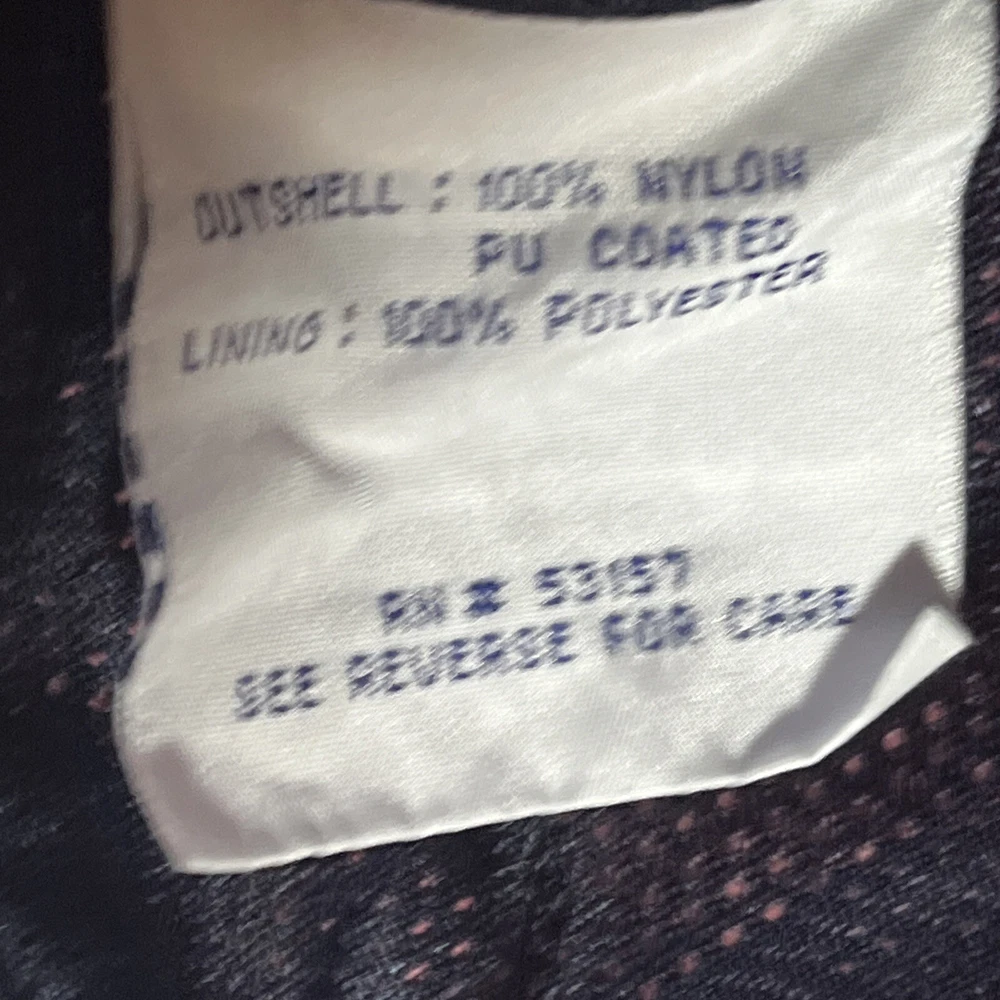 OUTSHELL : 100% NYLON
PU COATED
LINING : 100% POLYESTER
RN # 53157
SEE REVERSE FOR CARE